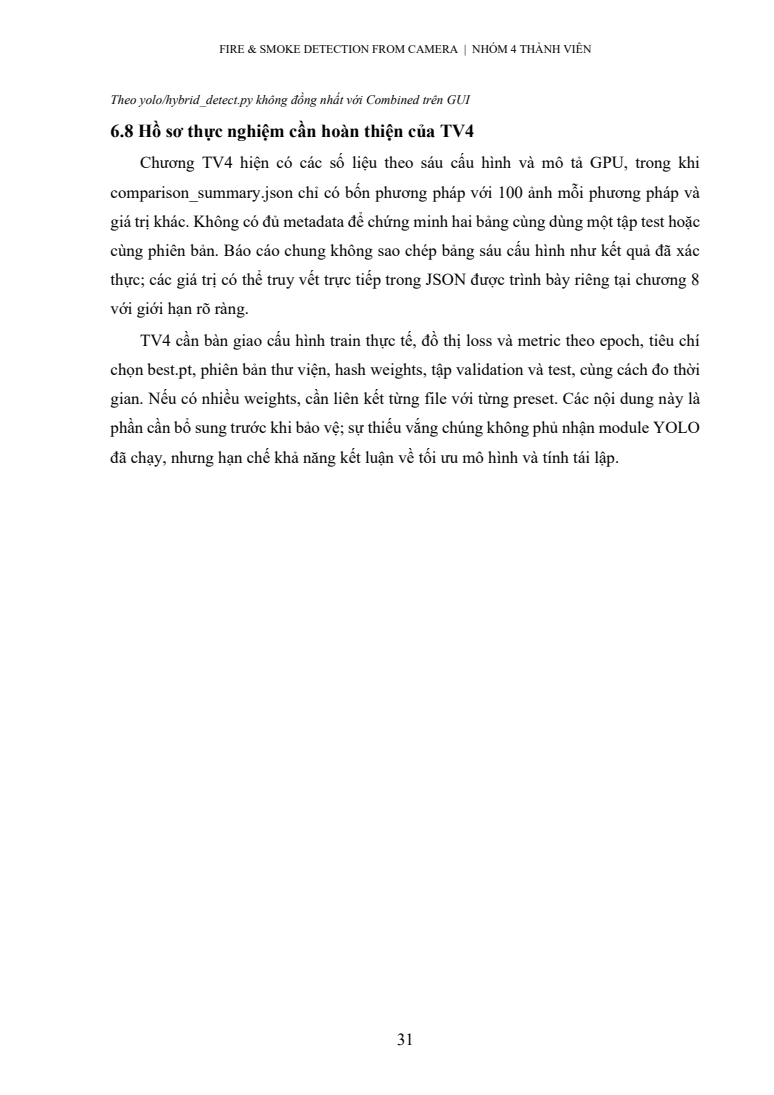 FIRE & SMOKE DETECTION FROM CAMERA | NHÓM 4 THÀNH VIÊN
Theo yolo/hybrid_detect.py không đồng nhất với Combined trên GUI
6.8 Hồ sơ thực nghiệm cần hoàn thiện của TV4
Chương TV4 hiện có các số liệu theo sáu cấu hình và mô tả GPU, trong khi
comparison_summary.json chỉ có bốn phương pháp với 100 ảnh mỗi phương pháp và
giá trị khác. Không có đủ metadata để chứng minh hai bảng cùng dùng một tập test hoặc
cùng phiên bản. Báo cáo chung không sao chép bảng sáu cấu hình như kết quả đã xác
thực; các giá trị có thể truy vết trực tiếp trong JSON được trình bày riêng tại chương 8
với giới hạn rõ ràng.
TV4 cần bàn giao cấu hình train thực tế, đồ thị loss và metric theo epoch, tiêu chí
chọn best.pt, phiên bản thư viện, hash weights, tập validation và test, cùng cách đo thời
gian. Nếu có nhiều weights, cần liên kết từng file với từng preset. Các nội dung này là
phần cần bổ sung trước khi bảo vệ; sự thiếu vắng chúng không phủ nhận module YOLO
đã chạy, nhưng hạn chế khả năng kết luận về tối ưu mô hình và tính tái lập.
31